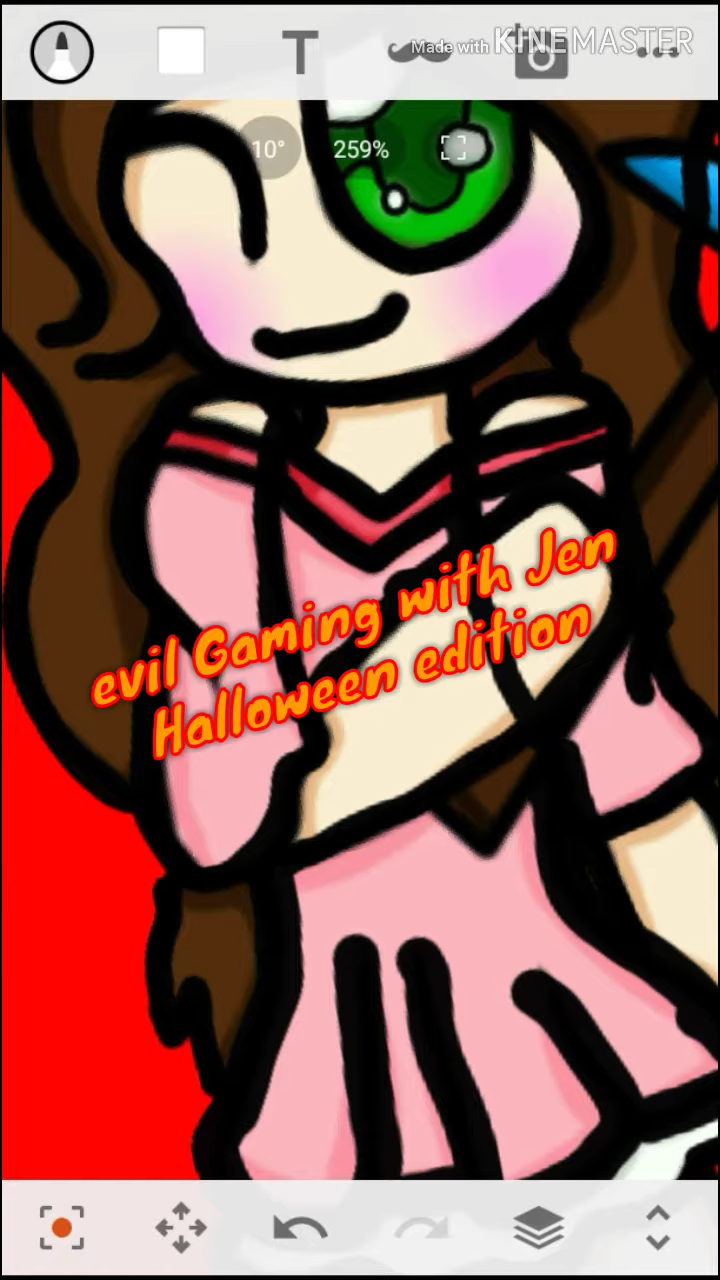 T
Made with KINEMASTER
10° 259%
evil Gaming with Jen
Halloween edition